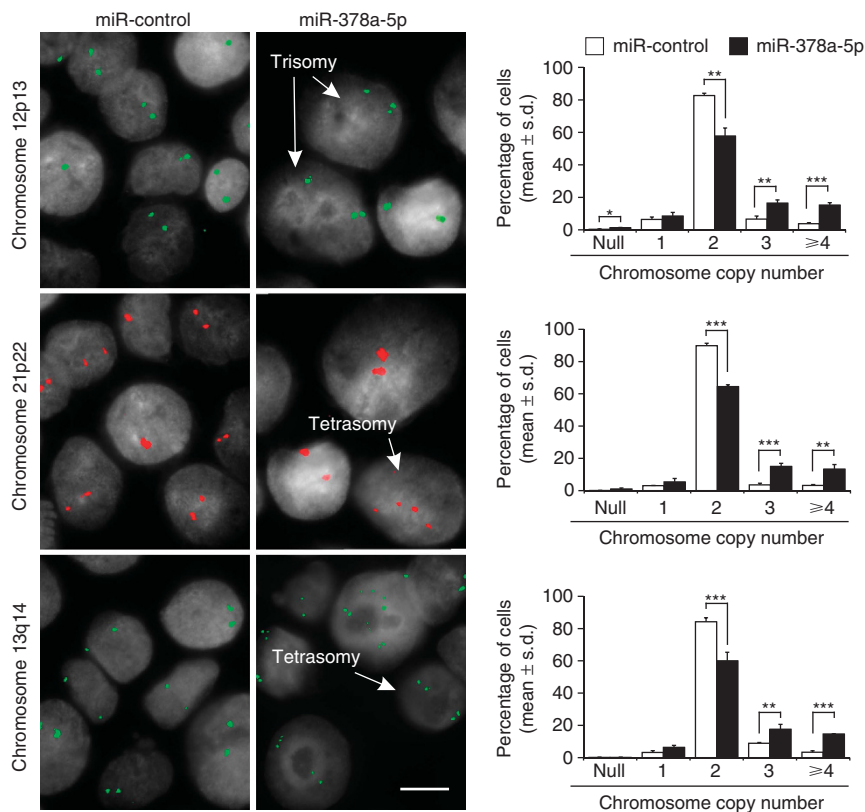 miR-control
miR-378a-5p
Chromosome 12p13
Trisomy
Chromosome 21p22
Tetrasomy
Chromosome 13q14
Tetrasomy
miR-control
miR-378a-5p
Percentage of cells
(mean ± s.d.)
100
80
60
40
20
0
*
**
**
***
Null
1
2
3
⩾4
Chromosome copy number
Percentage of cells
(mean ± s.d.)
100
80
60
40
20
0
***
***
**
Null
1
2
3
⩾4
Chromosome copy number
Percentage of cells
(mean ± s.d.)
100
80
60
40
20
0
***
**
***
Null
1
2
3
⩾4
Chromosome copy number